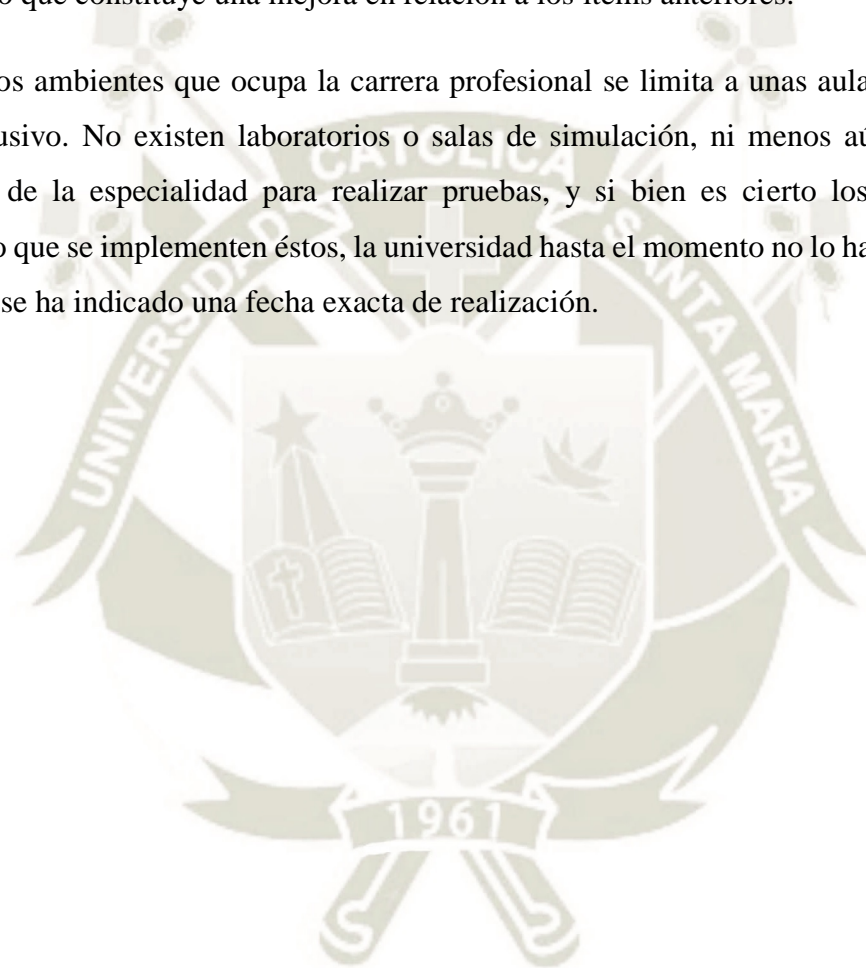 o que constituye una mejora en relación a los ítems anteriores.
os ambientes que ocupa la carrera profesional se limita a unas aula
usivo. No existen laboratorios o salas de simulación, ni menos aú
de la especialidad para realizar pruebas, y si bien es cierto los
o que se implementen éstos, la universidad hasta el momento no lo ha
se ha indicado una fecha exacta de realización.
UNIVERSIDAD CATOLICA SANTA MARIA
1961